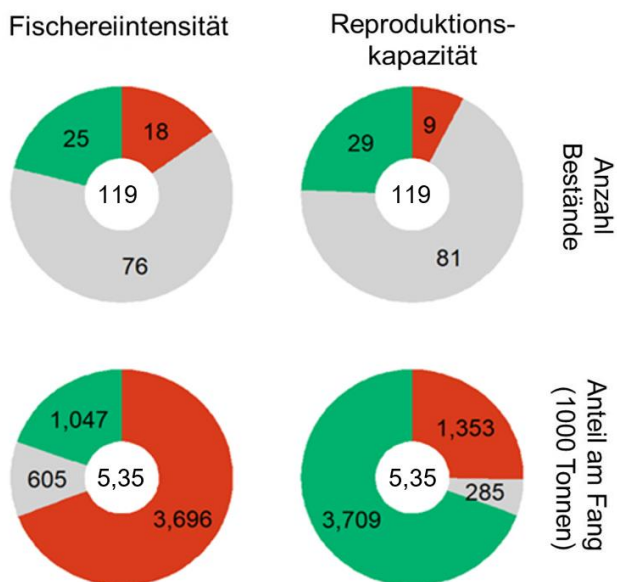 Fischereiintensität
Reproduktions-
kapazität
25
18
119
76
29
9
119
81
Anzahl
Bestände
1,047
605
5,35
3,696
1,353
285
5,35
3,709
Anteil am Fang
(1000 Tonnen)